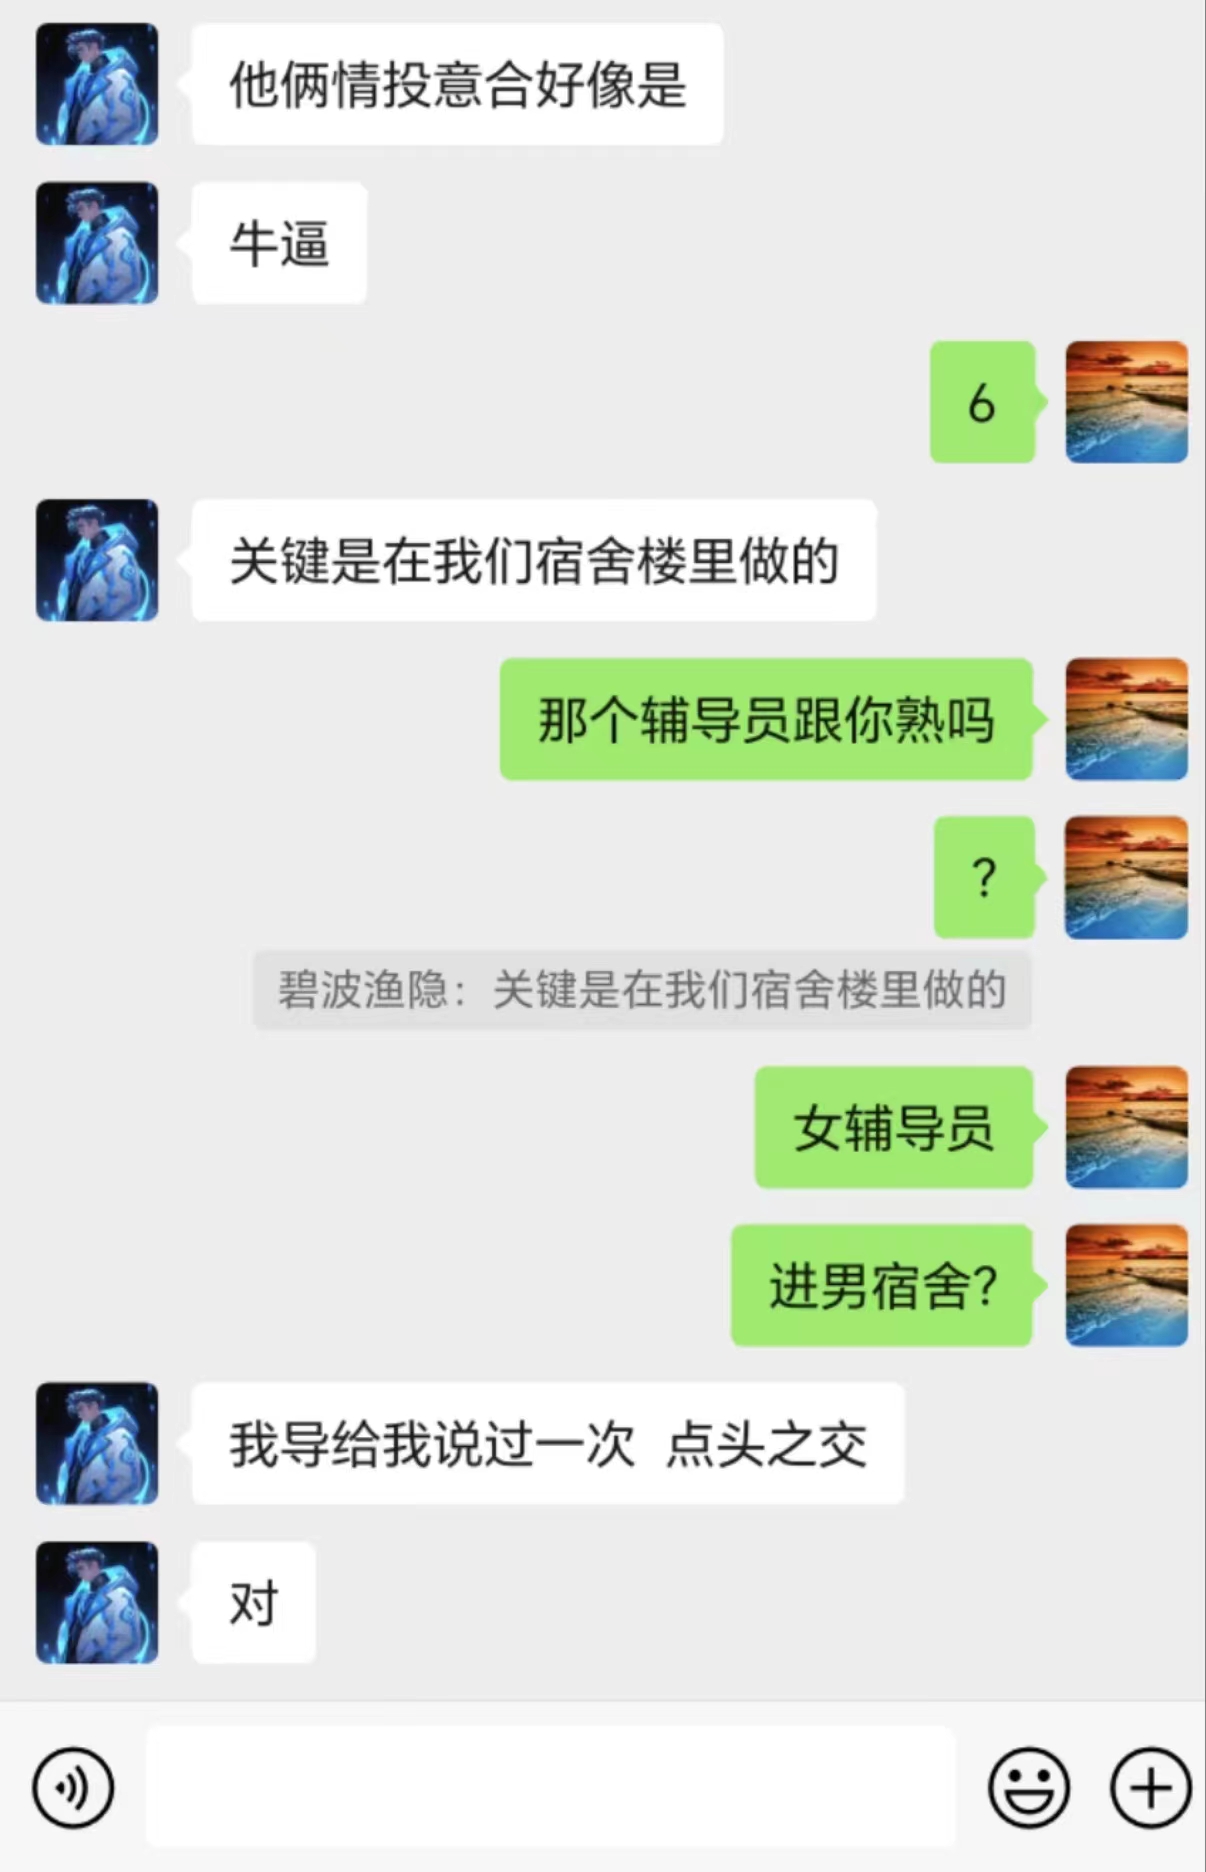 他俩情投意合好像是
牛逼
6
关键是在我们宿舍楼里做的
那个辅导员跟你熟吗
?
碧波渔隐：关键是在我们宿舍楼里做的
女辅导员
进男宿舍?
我导给我说过一次 点头之交
对